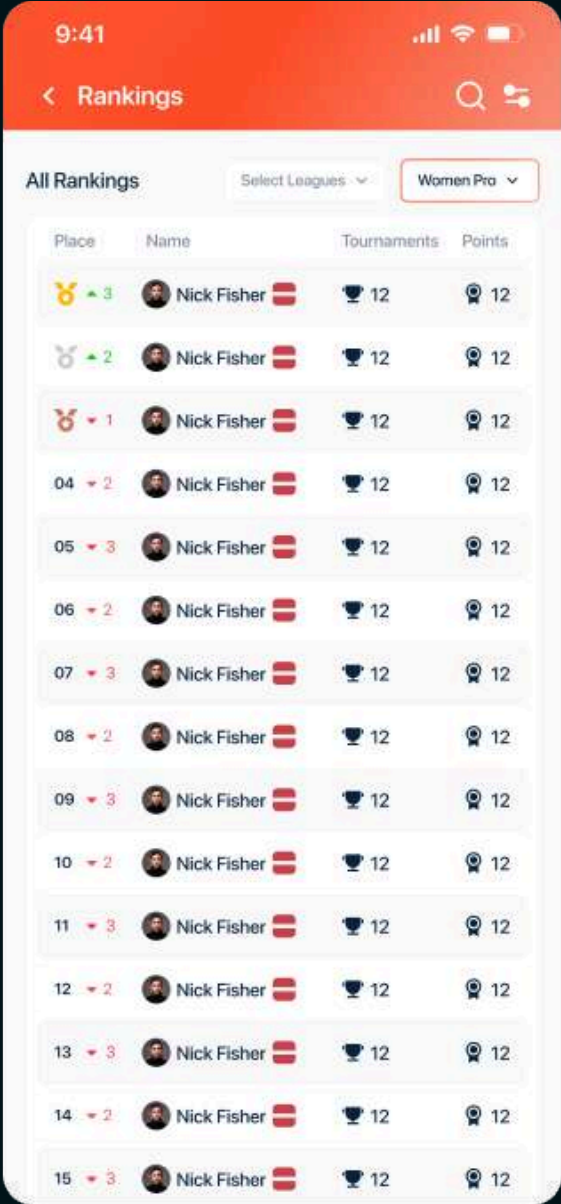 9:41
Rankings
All Rankings Select Leagues Women Pro
Place Name Tournaments Points
3 Nick Fisher 12 12
2 Nick Fisher 12 12
1 Nick Fisher 12 12
04 2 Nick Fisher 12 12
05 3 Nick Fisher 12 12
06 2 Nick Fisher 12 12
07 3 Nick Fisher 12 12
08 2 Nick Fisher 12 12
09 3 Nick Fisher 12 12
10 2 Nick Fisher 12 12
11 3 Nick Fisher 12 12
12 2 Nick Fisher 12 12
13 3 Nick Fisher 12 12
14 2 Nick Fisher 12 12
15 3 Nick Fisher 12 12